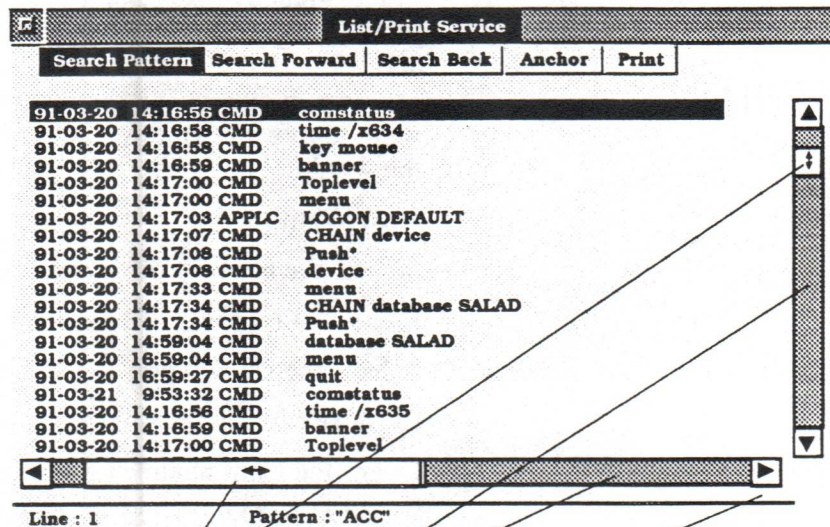 List/Print Service
Search Pattern Search Forward Search Back Anchor Print
91-03-20 14:16:56 CMD comstatus
91-03-20 14:16:58 CMD time /x634
91-03-20 14:16:58 CMD key mouse
91-03-20 14:16:59 CMD banner
91-03-20 14:17:00 CMD Toplevel
91-03-20 14:17:00 CMD menu
91-03-20 14:17:03 APPLC LOGON DEFAULT
91-03-20 14:17:07 CMD CHAIN device
91-03-20 14:17:08 CMD Push*
91-03-20 14:17:08 CMD device
91-03-20 14:17:33 CMD menu
91-03-20 14:17:34 CMD CHAIN database SALAD
91-03-20 14:17:34 CMD Push*
91-03-20 14:59:04 CMD database SALAD
91-03-20 16:59:04 CMD menu
91-03-20 16:59:27 CMD quit
91-03-21 9:53:32 CMD comstatus
91-03-20 14:16:56 CMD time /x635
91-03-20 14:16:59 CMD banner
91-03-20 14:17:00 CMD Toplevel
Line : 1 Pattern : "ACC"